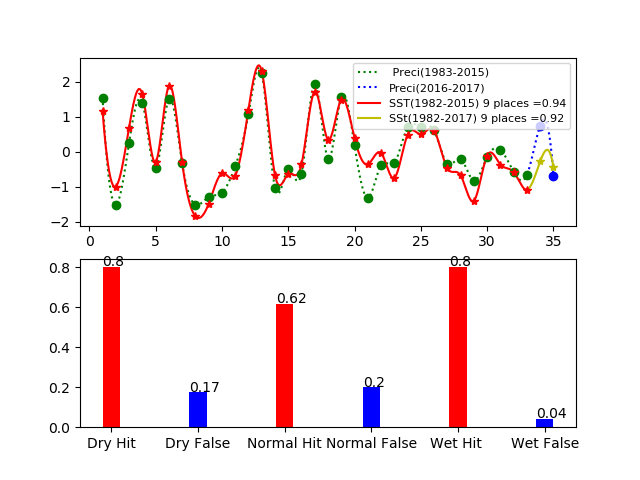 Preci(1983-2015)
Preci(2016-2017)
SST(1982-2015) 9 places =0.94
SSt(1982-2017) 9 places =0.92
2
1
0
−1
−2
0 5 10 15 20 25 30 35
0.8
0.6
0.4
0.2
0.0
0.8 0.17 0.62 0.2 0.8 0.04
Dry Hit Dry False Normal Hit Normal False Wet Hit Wet False